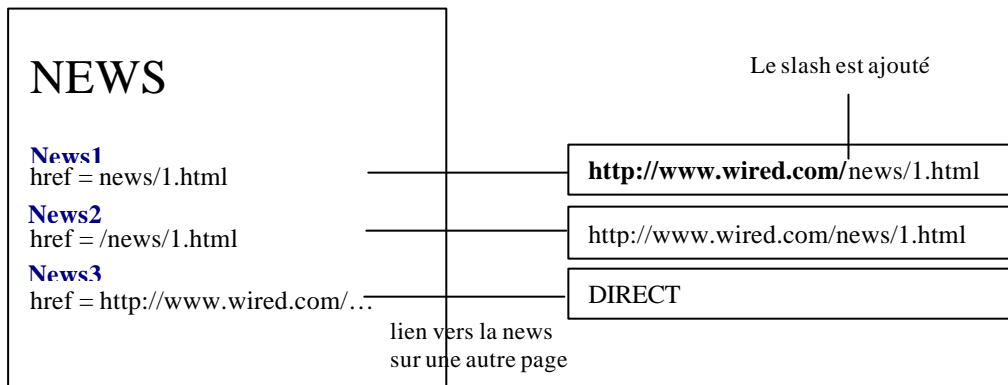 NEWS
Le slash est ajouté
News1
href = news/1.html
http://www.wired.com/news/1.html
News2
href = /news/1.html
http://www.wired.com/news/1.html
News3
href = http://www.wired.com/…
DIRECT
lien vers la news
sur une autre page